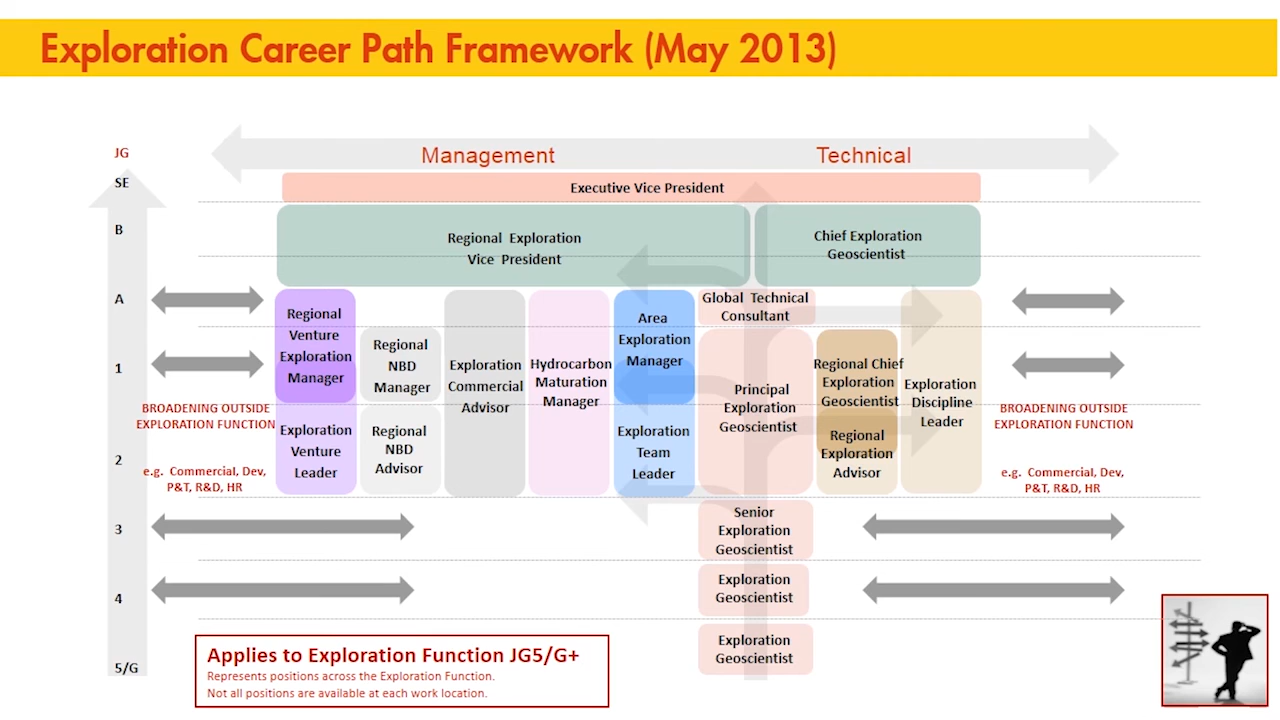 Exploration Career Path Framework (May 2013)
JG
Management
Technical
SE
Executive Vice President
B
Regional Exploration
Vice President
Chief Exploration
Geoscientist
A
Regional
Venture
Exploration
Manager
Regional
NBD
Manager
Exploration
Commercial
Advisor
Hydrocarbon
Maturation
Manager
Area
Exploration
Manager
Global Technical
Consultant
1
Principal
Exploration
Geoscientist
Regional Chief
Exploration
Geoscientist
Exploration
Discipline
Leader
BROADENING OUTSIDE
EXPLORATION FUNCTION
e.g. Commercial, Dev,
P&T, R&D, HR
2
Exploration
Venture
Leader
Regional
NBD
Advisor
Exploration
Team
Leader
Regional
Exploration
Advisor
BROADENING OUTSIDE
EXPLORATION FUNCTION
e.g. Commercial, Dev,
P&T, R&D, HR
3
Senior
Exploration
Geoscientist
4
Exploration
Geoscientist
5/G
Exploration
Geoscientist
Applies to Exploration Function JG5/G+
Represents positions across the Exploration Function.
Not all positions are available at each work location.